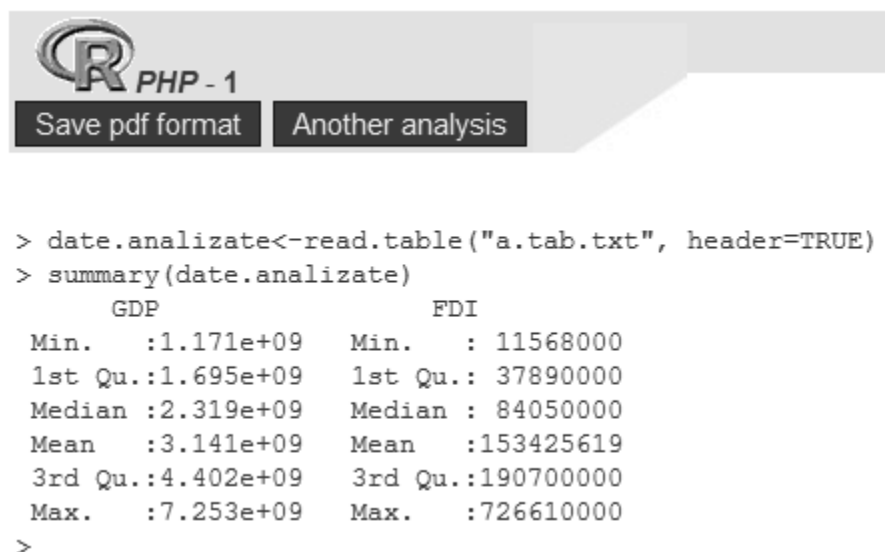 R PHP - 1
Save pdf format Another analysis
> date.analizate<-read.table("a.tab.txt", header=TRUE)
> summary(date.analizate)
GDP FDI
Min. :1.171e+09 Min. : 11568000
1st Qu.:1.695e+09 1st Qu.: 37890000
Median :2.319e+09 Median : 84050000
Mean :3.141e+09 Mean :153425619
3rd Qu.:4.402e+09 3rd Qu.:190700000
Max. :7.253e+09 Max. :726610000
>